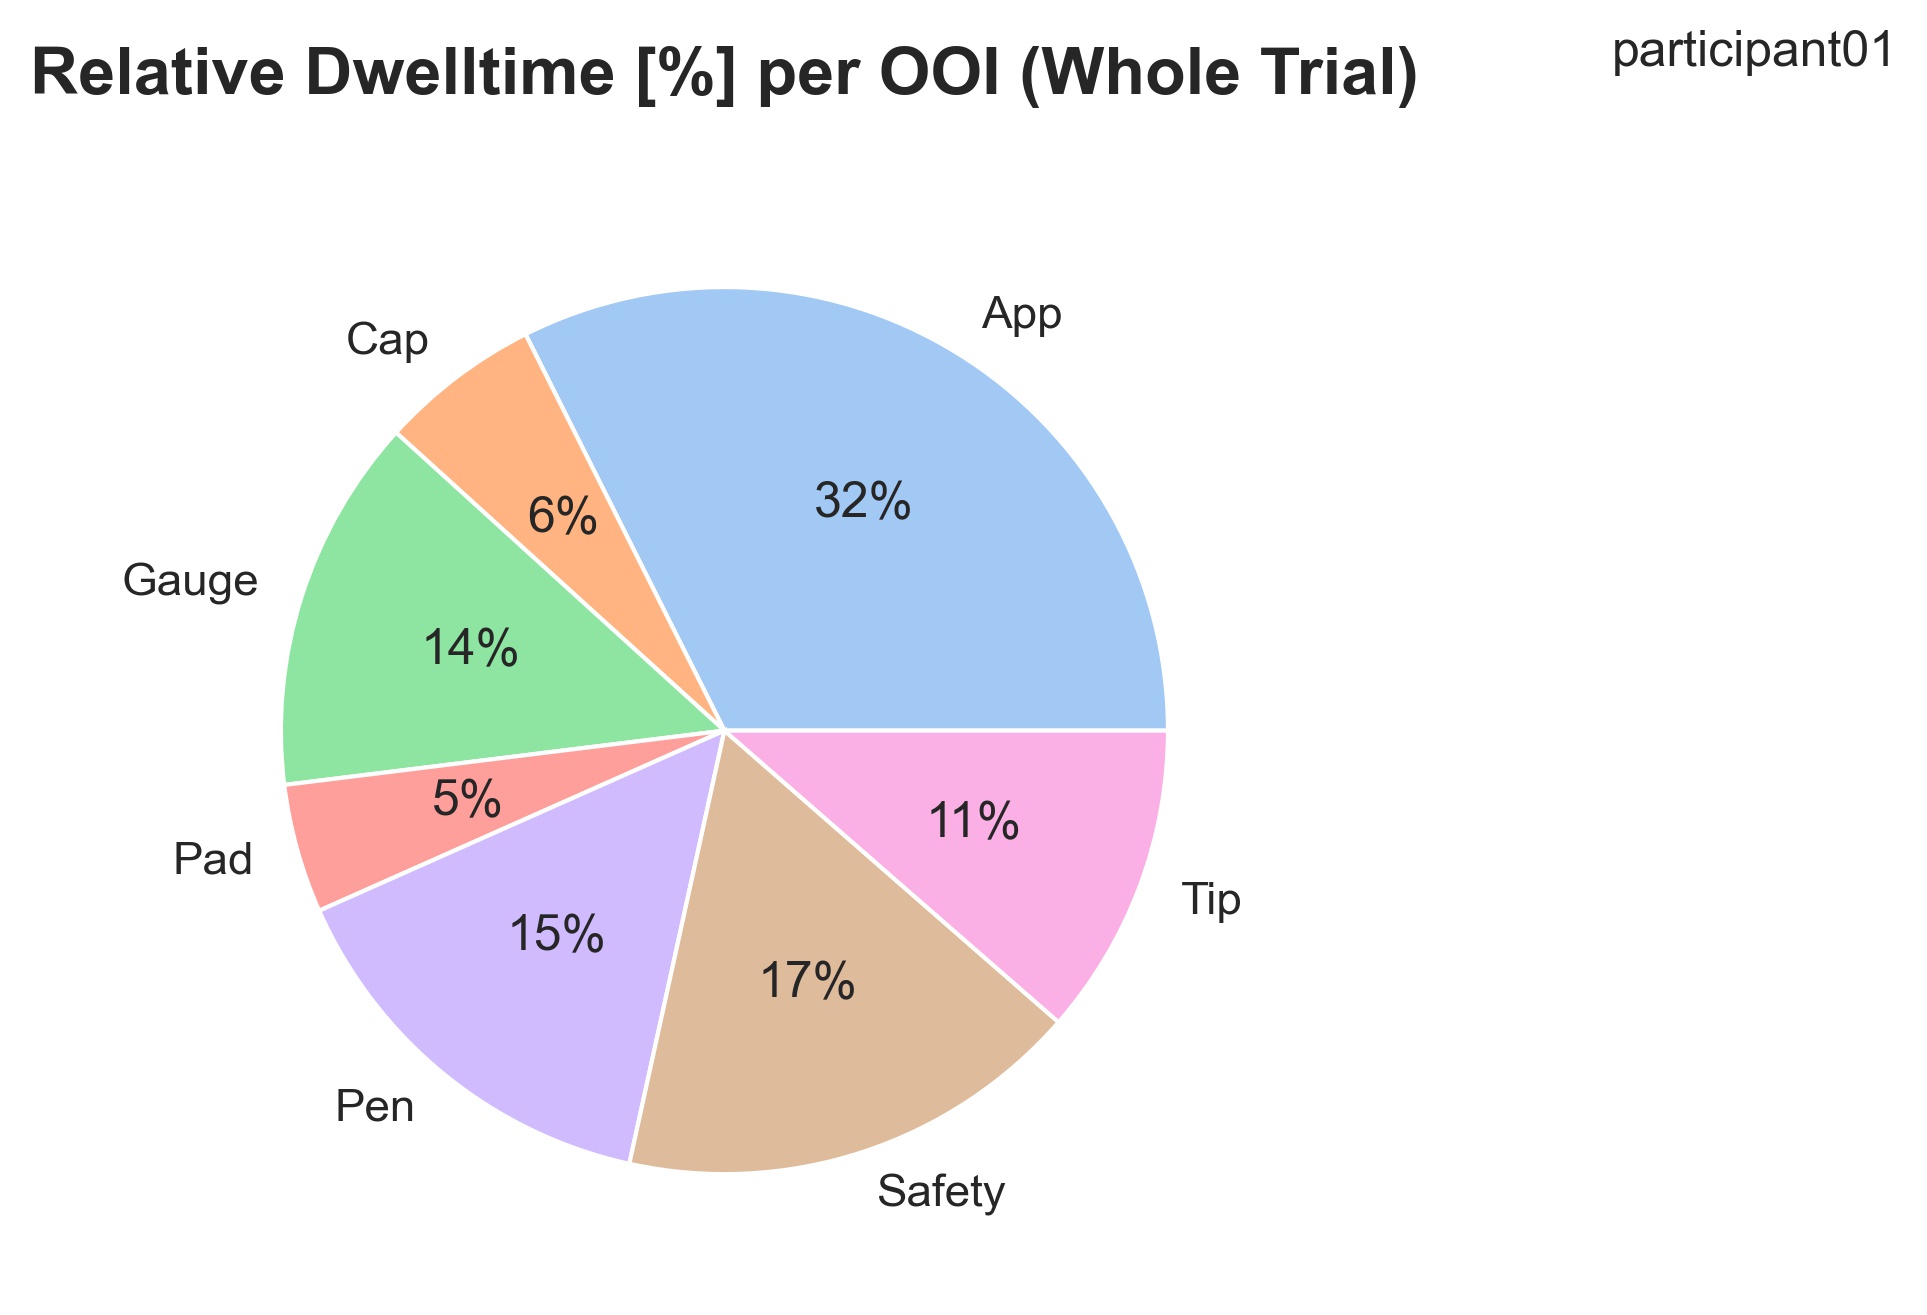 Relative Dwelltime [%] per OOI (Whole Trial)
participant01
App
Cap
32%
6%
Gauge
14%
5%
11%
Pad
Tip
15%
17%
Pen
Safety